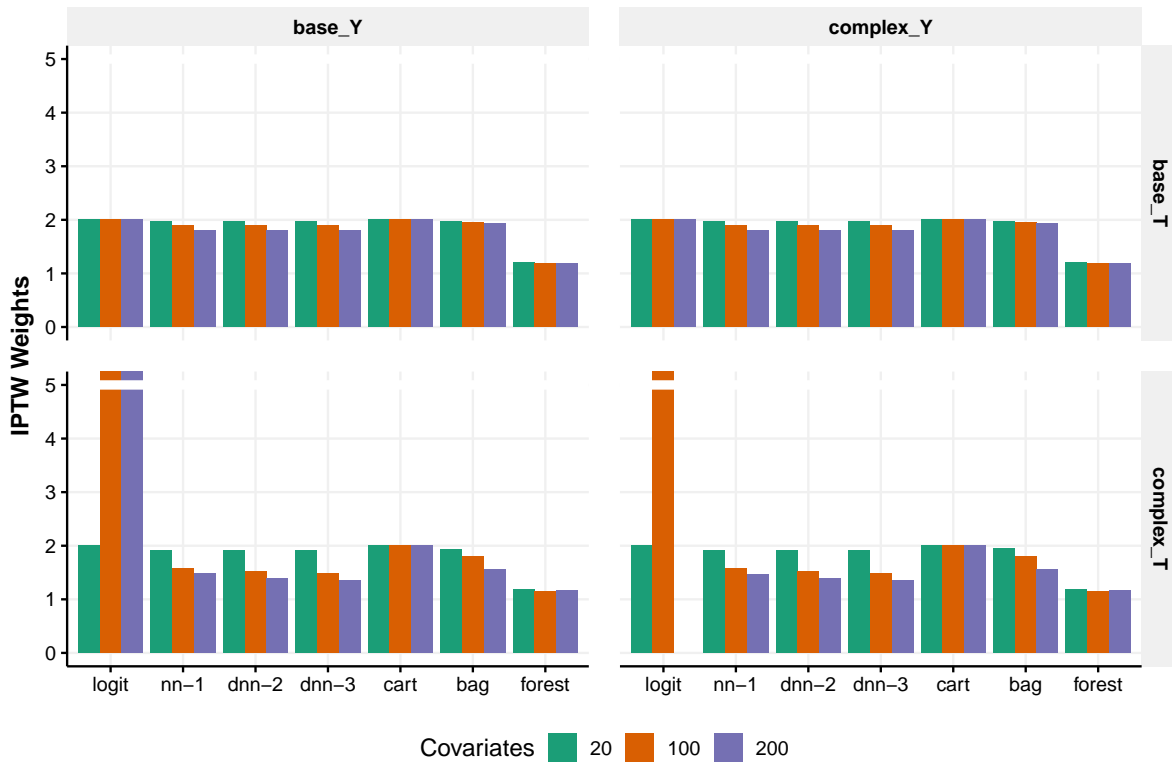 base_Y
complex_Y
IPTW Weights
5
4
3
2
1
0
base_T
5
4
3
2
1
0
complex_T
logit nn−1 dnn−2 dnn−3 cart bag forest
logit nn−1 dnn−2 dnn−3 cart bag forest
Covariates 20 100 200